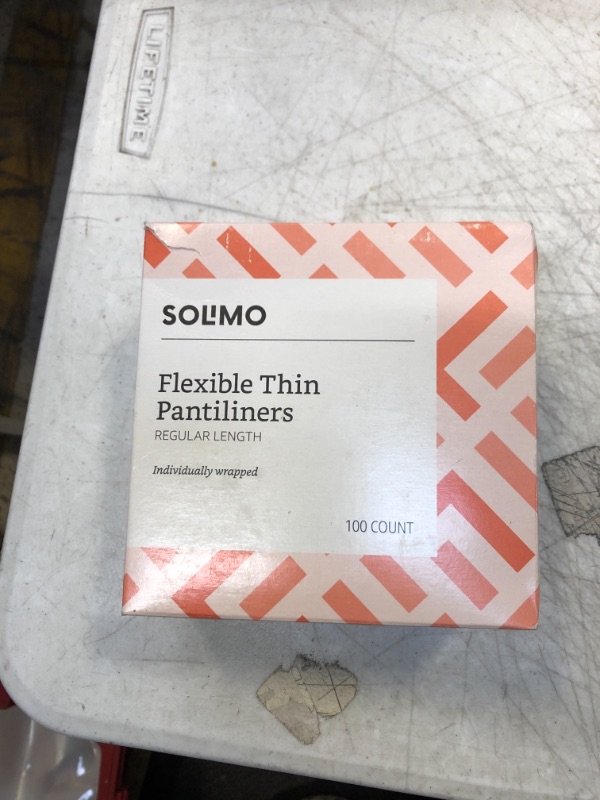 LIFETIME
SOLIMO
Flexible Thin
Pantiliners
REGULAR LENGTH
Individually wrapped
100 COUNT